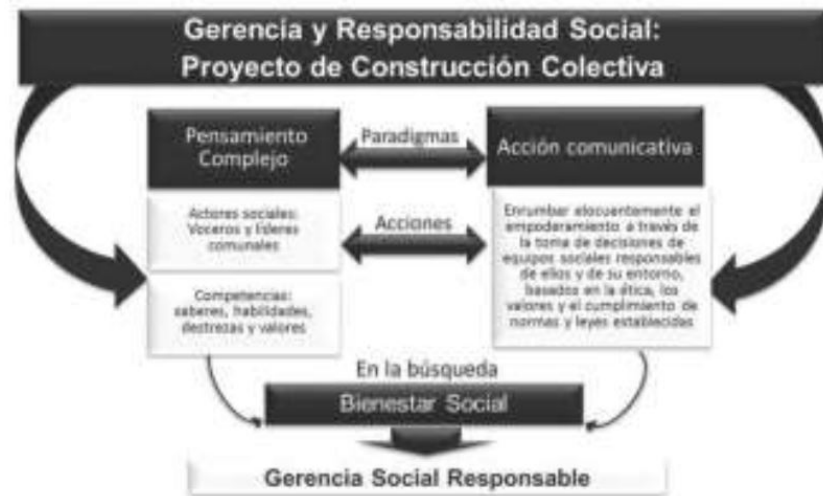 Gerencia y Responsabilidad Social:
Proyecto de Construcción Colectiva
Pensamiento
Complejo
Paradigmas
Acción comunicativa
Actores sociales:
Voceros y líderes
comunales
Acciones
Enrumbar elocuentemente el
empoderamiento a través de
la toma de decisiones de
equipos sociales responsables
de ellos y de su entorno,
basados en la ética, los
valores y el cumplimiento de
normas y leyes establecidas
Competencias:
saberes, habilidades,
destrezas y valores
En la búsqueda
Bienestar Social
Gerencia Social Responsable